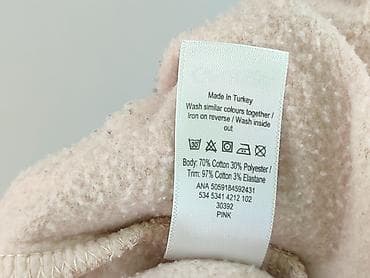 Made In Turkey
Wash similar colours together /
Iron on reverse / Wash inside
out
30
Body: 70% Cotton 30% Polyester /
Trim: 97% Cotton 3% Elastane
ANA 5059184592431
534 5341 4212 102
30392
PINK